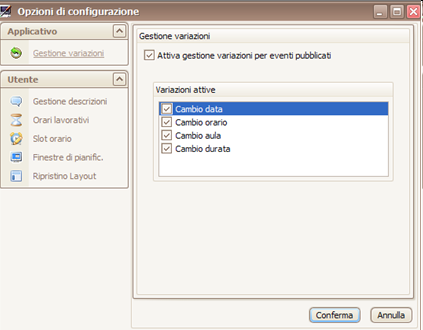 Opzioni di configurazione
Applicativo
Gestione variazioni
Utente
Gestione descrizioni
Orari lavorativi
Slot orario
Finestre di pianific.
Ripristino Layout
Gestione variazioni
Attiva gestione variazioni per eventi pubblicati
Variazioni attive
Cambio data
Cambio orario
Cambio aula
Cambio durata
Conferma
Annulla